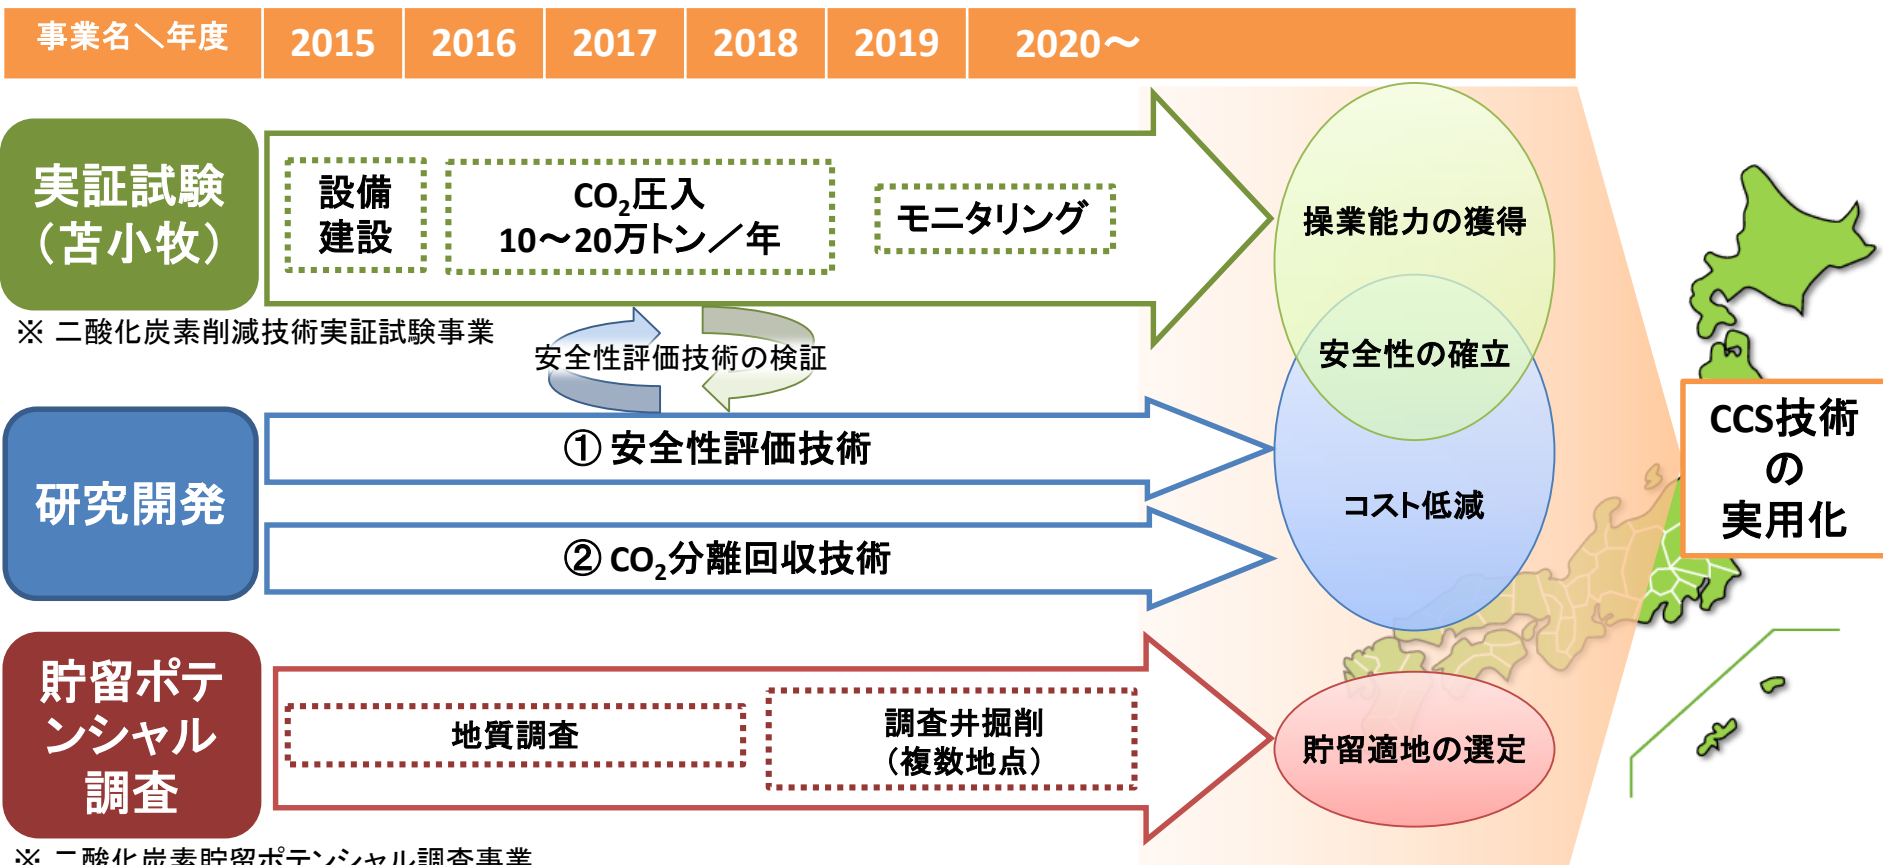 事業名＼年度 2015 2016 2017 2018 2019 2020～
実証試験
（苫小牧）
設備
建設
CO₂圧入
10～20万トン／年
モニタリング
操業能力の獲得
※ 二酸化炭素削減技術実証試験事業
安全性評価技術の検証
安全性の確立
研究開発
① 安全性評価技術
② CO₂分離回収技術
コスト低減
CCS技術
の
実用化
貯留ポテ
ンシャル
調査
地質調査
調査井掘削
（複数地点）
貯留適地の選定
※ 二酸化炭素貯留ポテンシャル調査事業